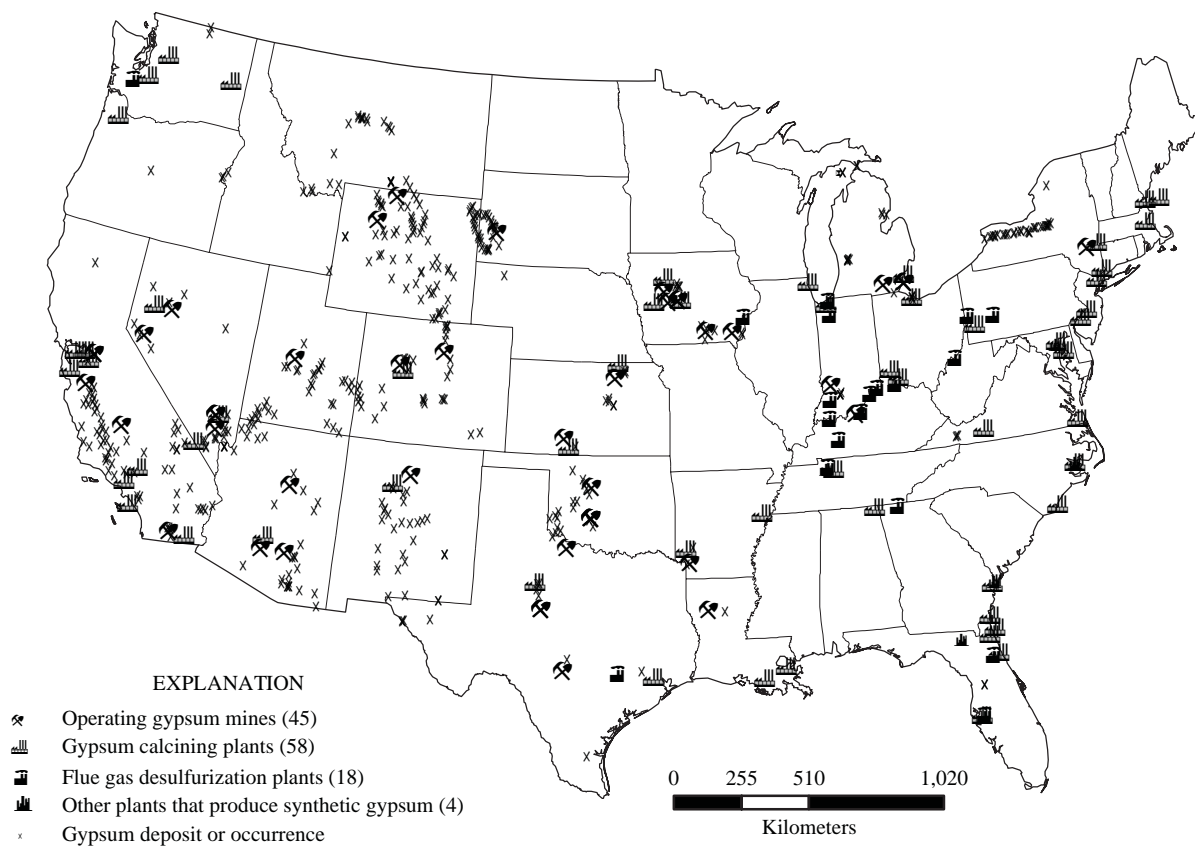 EXPLANATION
Operating gypsum mines (45)
Gypsum calcining plants (58)
Flue gas desulfurization plants (18)
Other plants that produce synthetic gypsum (4)
Gypsum deposit or occurrence
0 255 510 1,020
Kilometers